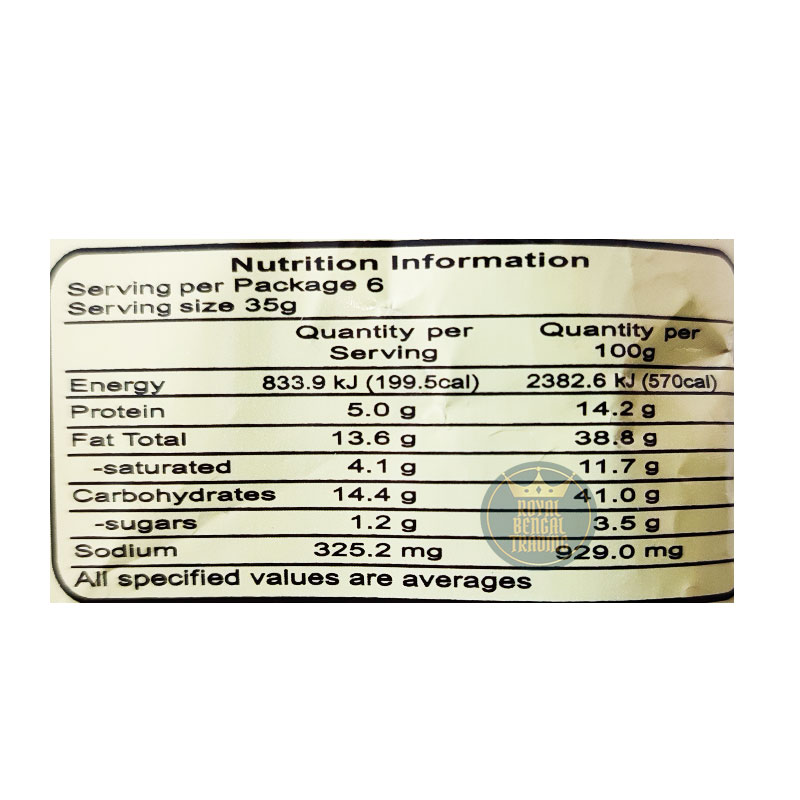 Nutrition Information
Serving per Package 6
Serving size 35g
Quantity per Serving Quantity per 100g
Energy 833.9 kJ (199.5cal) 2382.6 kJ (570cal)
Protein 5.0 g 14.2 g
Fat Total 13.6 g 38.8 g
-saturated 4.1 g 11.7 g
Carbohydrates 14.4 g 41.0 g
-sugars 1.2 g 3.5 g
Sodium 325.2 mg 929.0 mg
All specified values are averages
ROYAL
BENGAL
TRADING